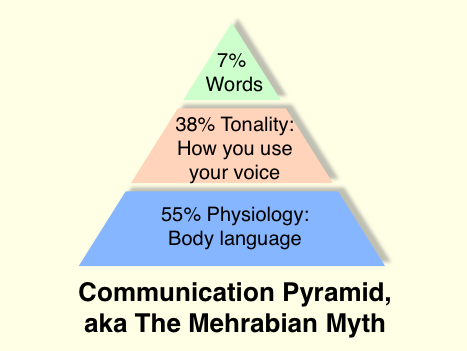 7%
Words
38% Tonality:
How you use
your voice
55% Physiology:
Body language
Communication Pyramid,
aka The Mehrabian Myth